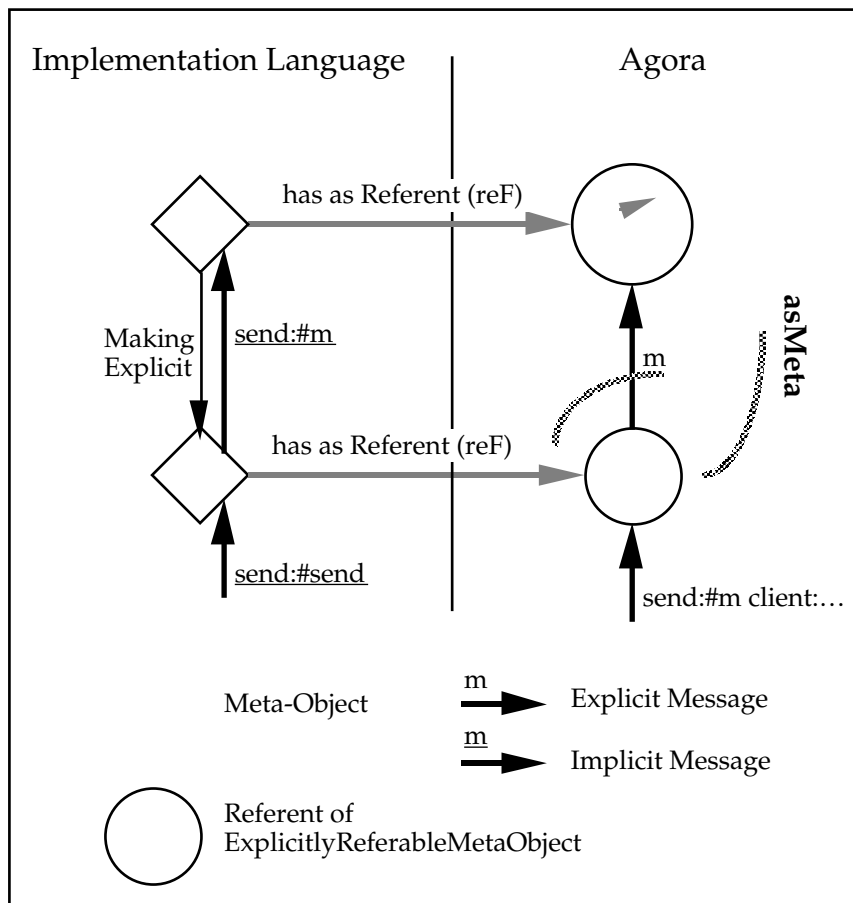 Implementation Language
Agora
has as Referent (reF)
Making
Explicit
send:#m
m
asMeta
has as Referent (reF)
send:#send
send:#m client:…
Meta-Object
m
Explicit Message
m
Implicit Message
Referent of
ExplicitlyReferableMetaObject